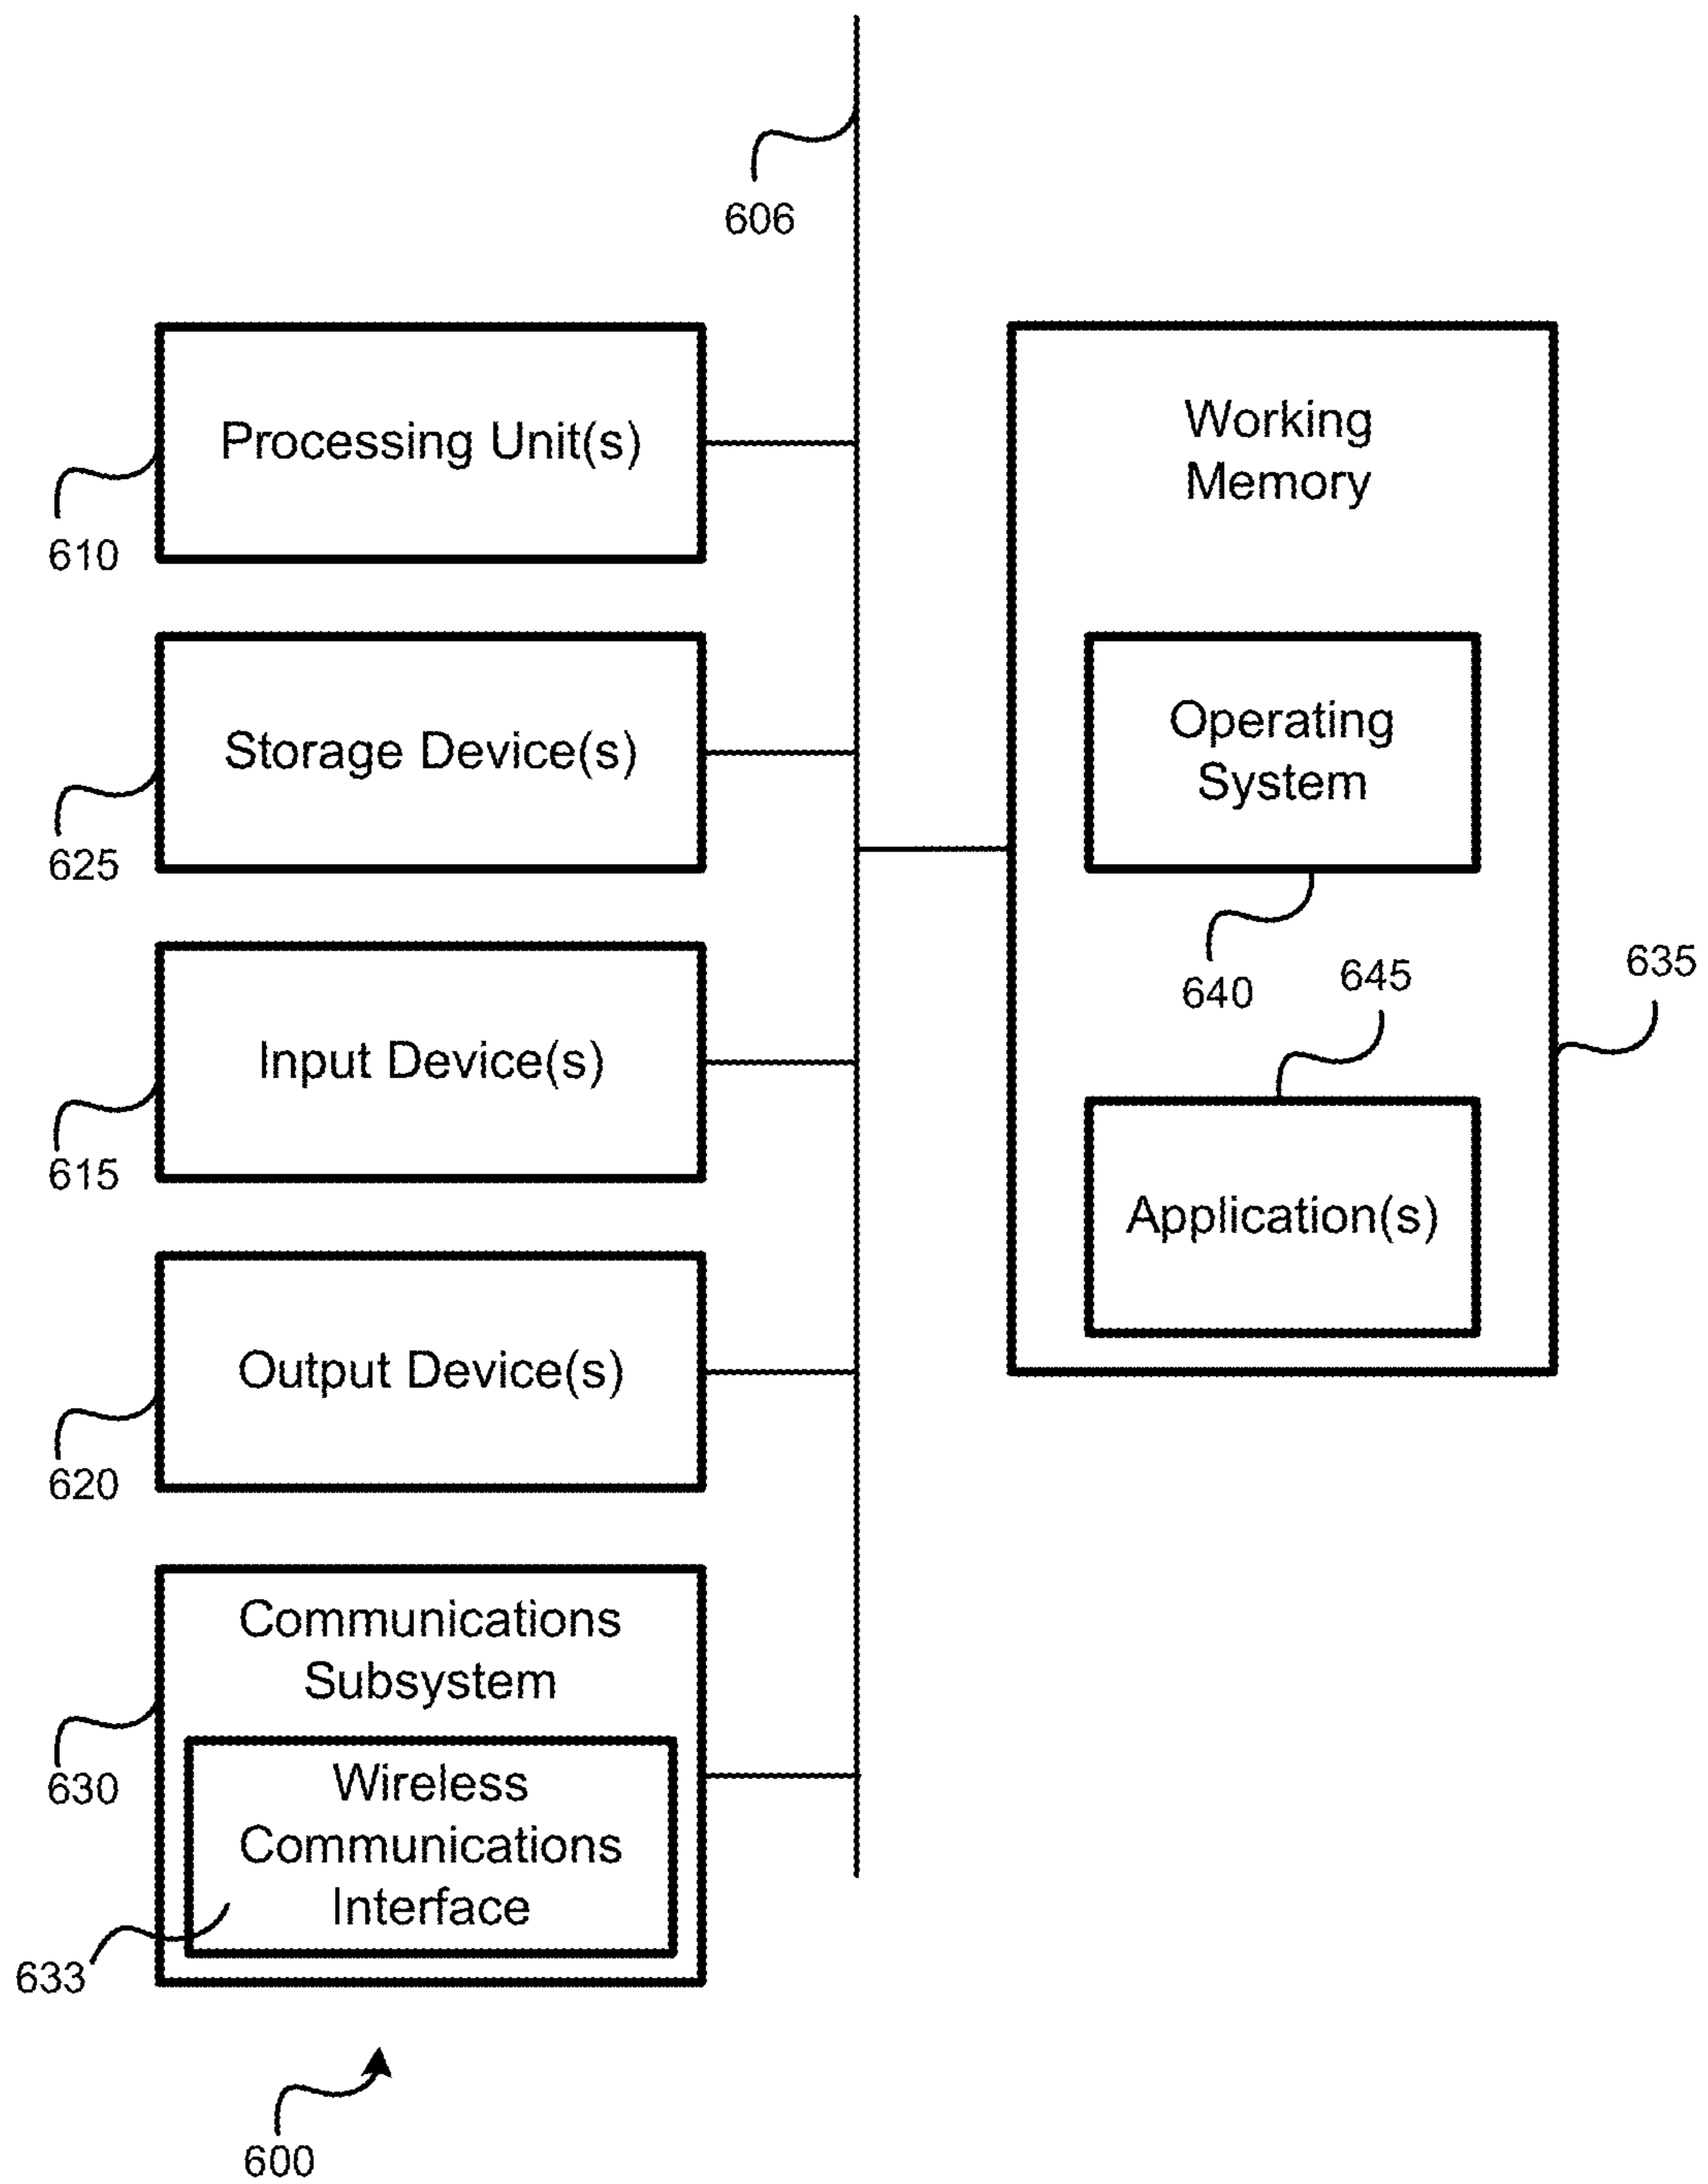 606
Processing Unit(s)
610
Storage Device(s)
625
Input Device(s)
615
Output Device(s)
620
Communications
Subsystem
630
Wireless
Communications
Interface
633
600
Working
Memory
Operating
System
640
645
635
Application(s)